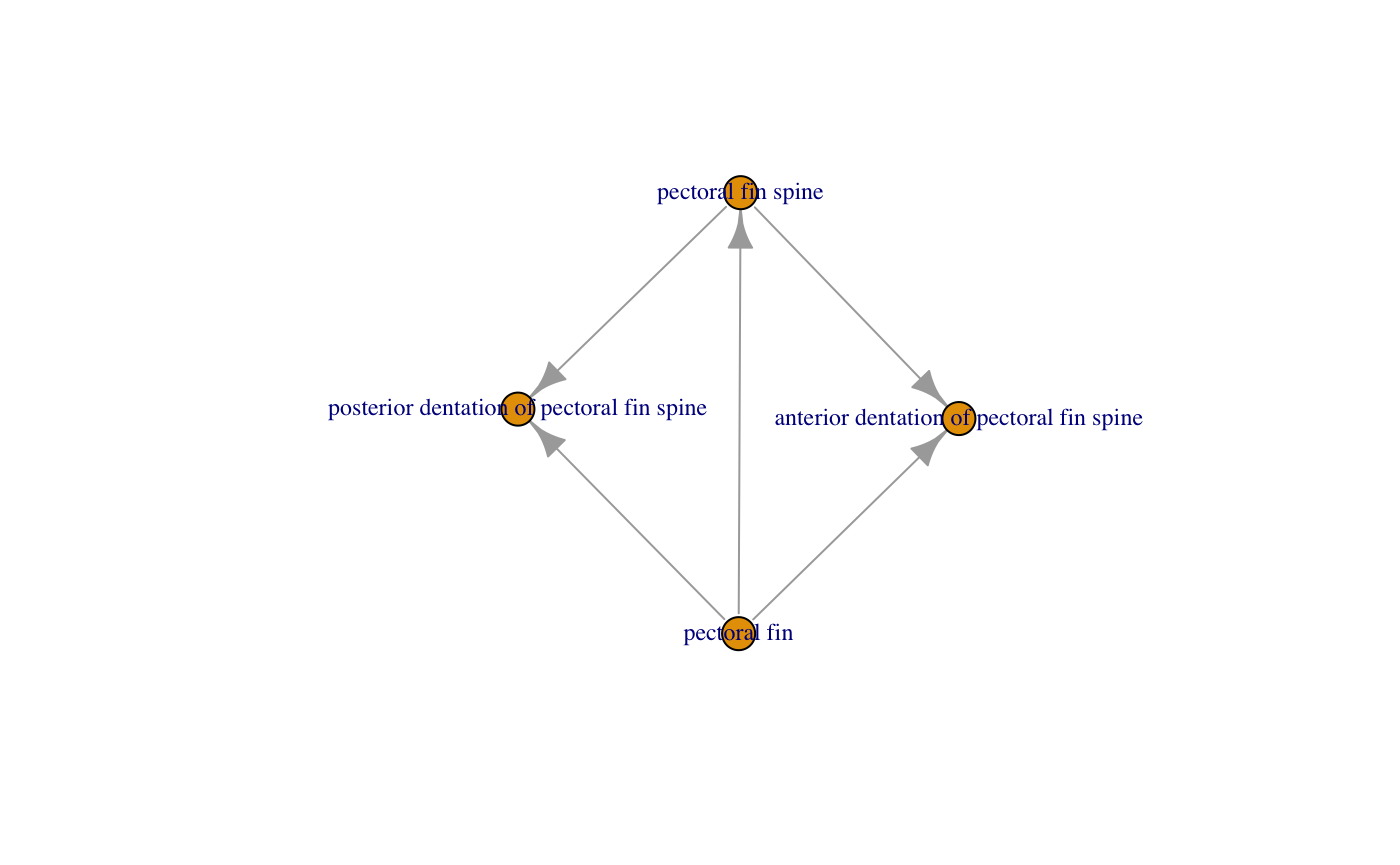 pectoral fin spine
posterior dentation of pectoral fin spine
anterior dentation of pectoral fin spine
pectoral fin